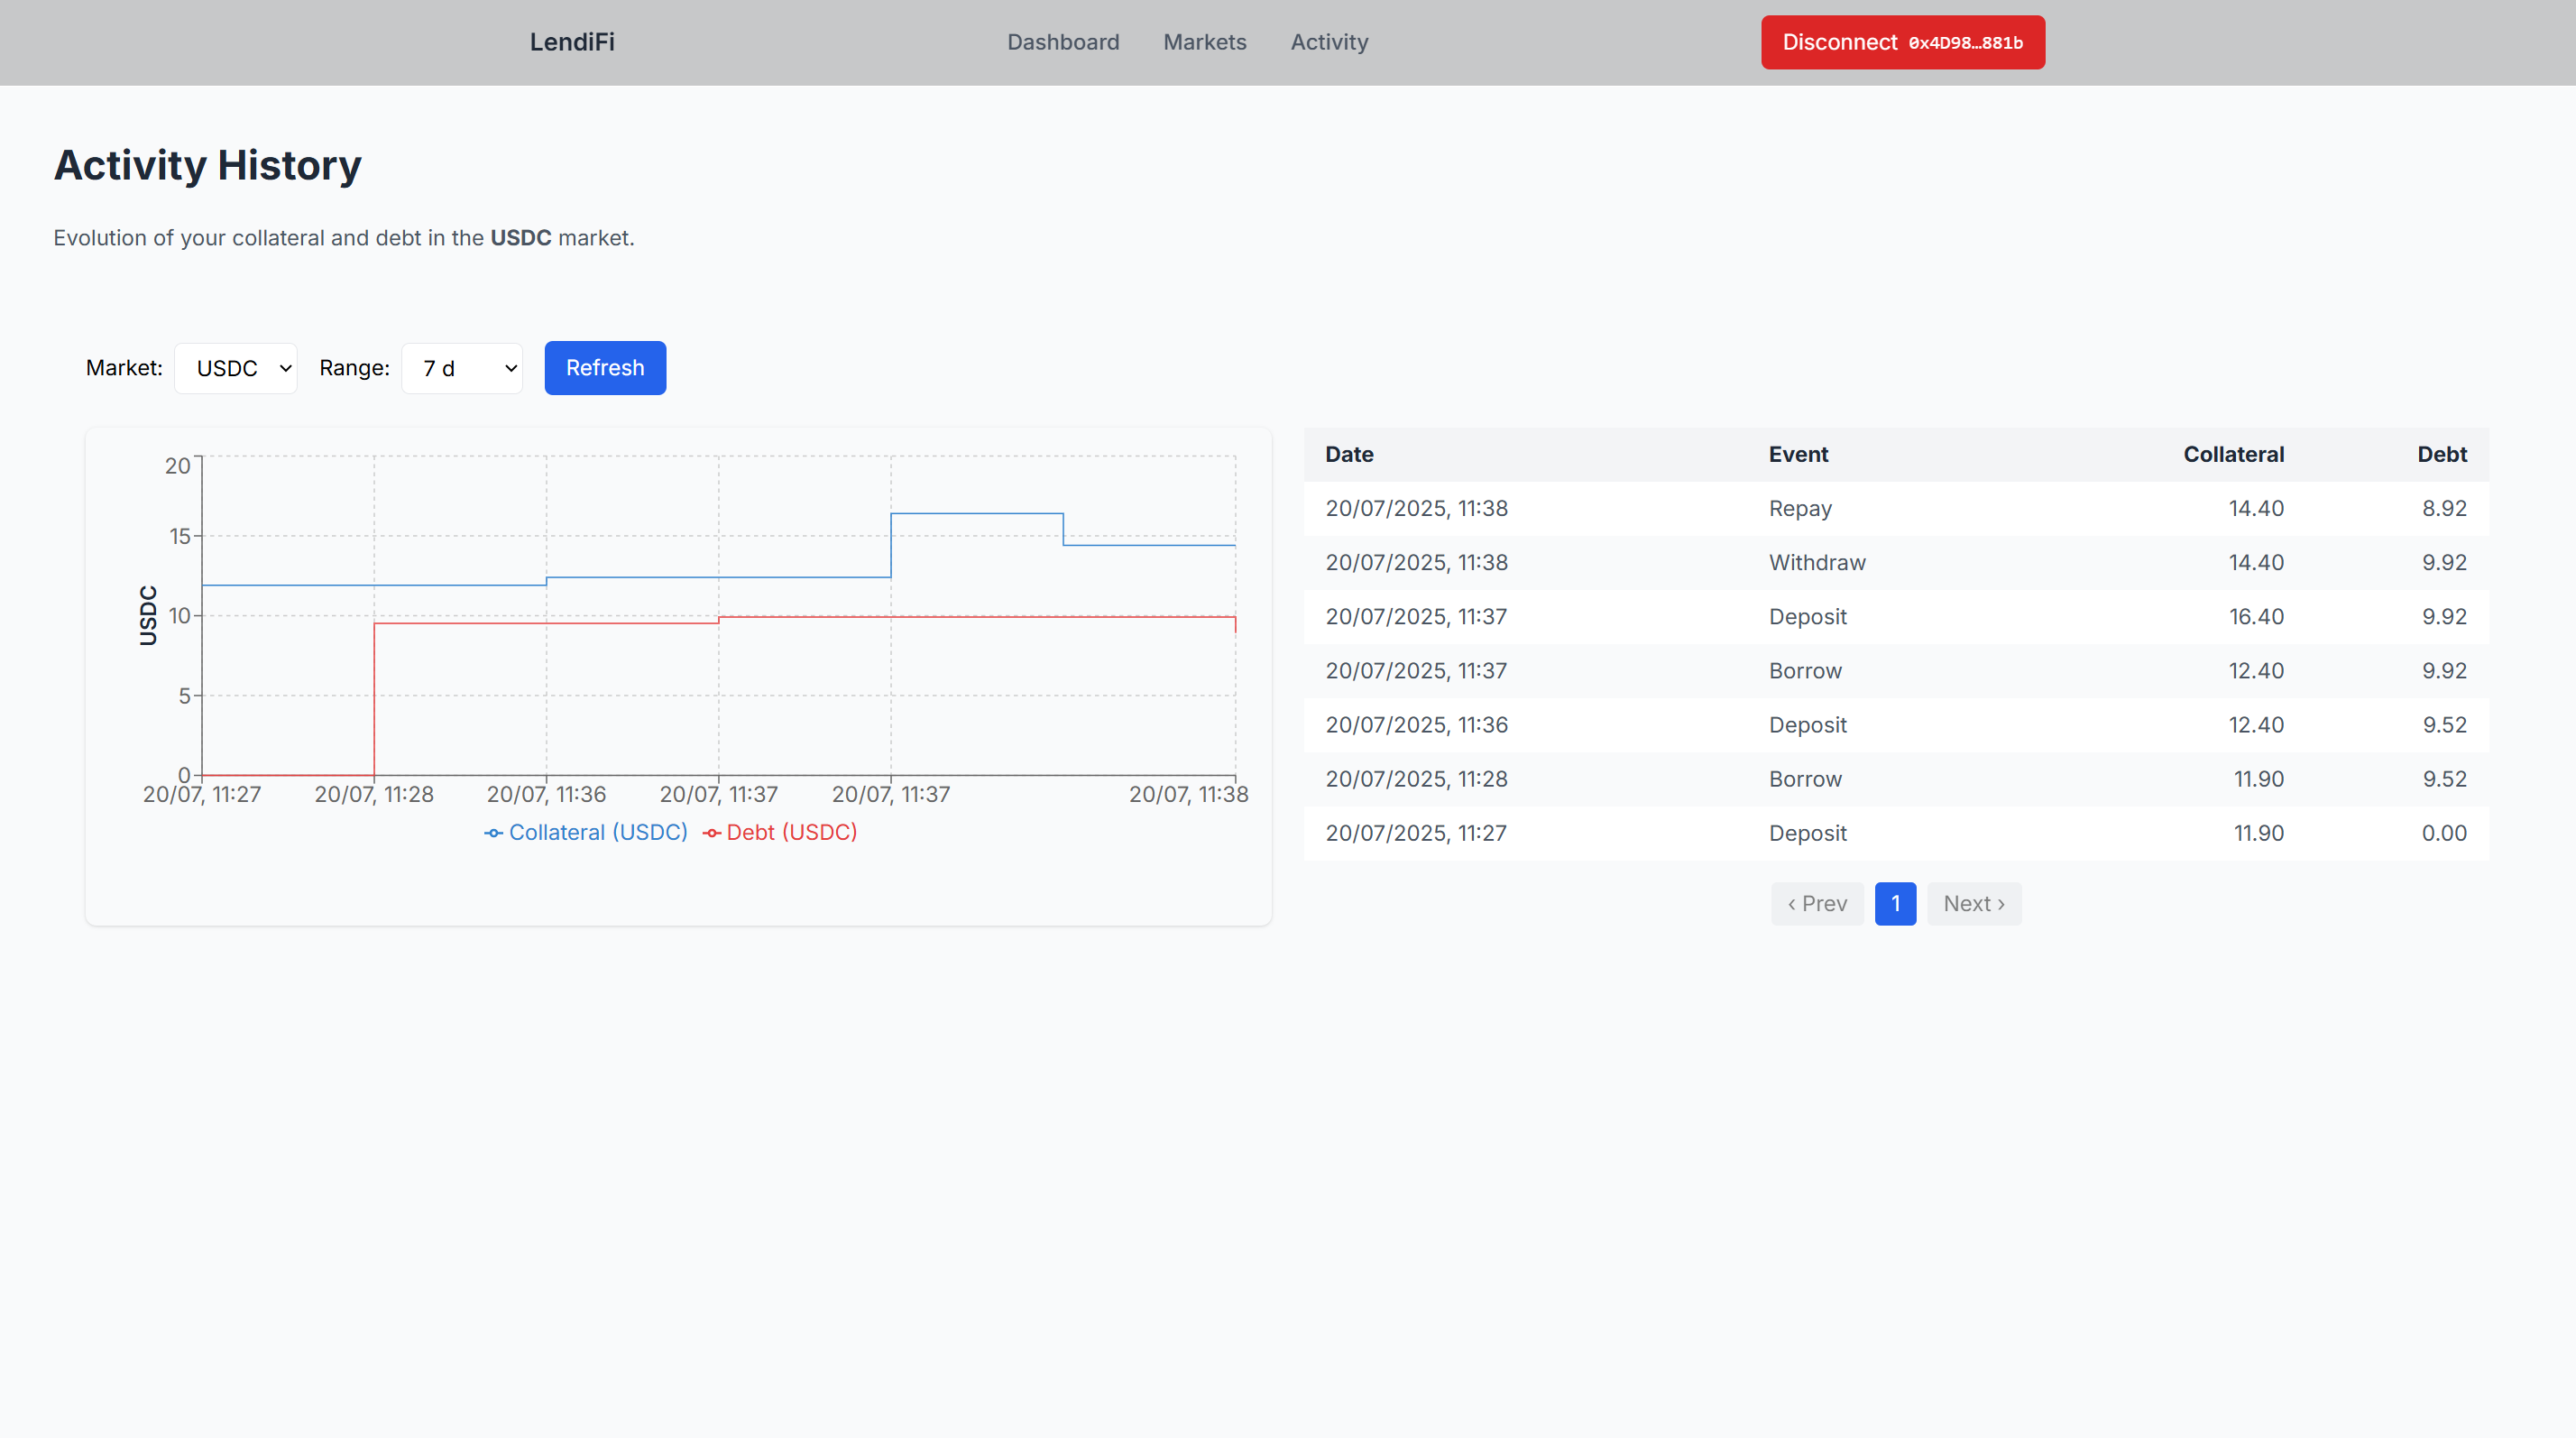 LendiFi
Dashboard Markets Activity
Disconnect 0x4D98…881b
Activity History
Evolution of your collateral and debt in the USDC market.
Market: USDC Range: 7 d Refresh
20
15
10
5
0
USDC
20/07, 11:27 20/07, 11:28 20/07, 11:36 20/07, 11:37 20/07, 11:37 20/07, 11:38
Collateral (USDC) Debt (USDC)
Date Event Collateral Debt
20/07/2025, 11:38 Repay 14.40 8.92
20/07/2025, 11:38 Withdraw 14.40 9.92
20/07/2025, 11:37 Deposit 16.40 9.92
20/07/2025, 11:37 Borrow 12.40 9.92
20/07/2025, 11:36 Deposit 12.40 9.52
20/07/2025, 11:28 Borrow 11.90 9.52
20/07/2025, 11:27 Deposit 11.90 0.00
‹ Prev 1 Next ›